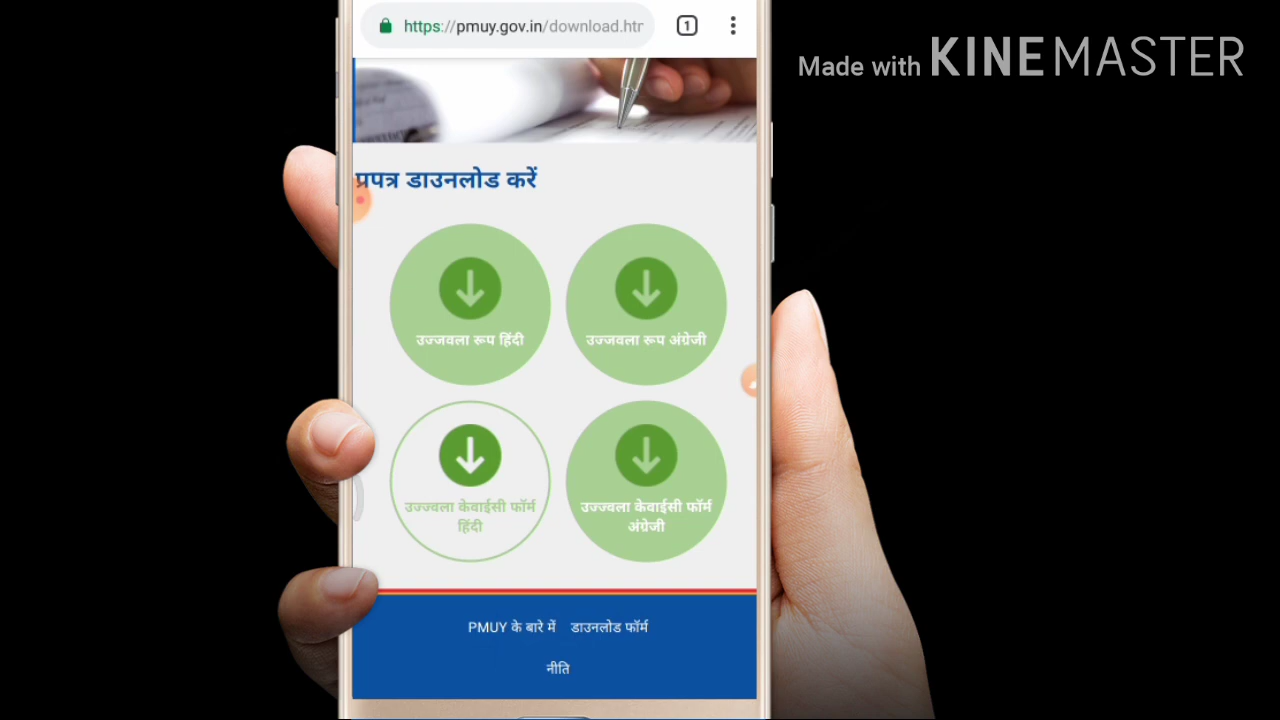 https://pmuy.gov.in/download.htr
1
Made with KINEMASTER
प्रपत्र डाउनलोड करें
उज्जवला रूप हिंदी
उज्जवला रूप अंग्रेजी
उज्ज्वला केवाईसी फॉर्म
हिंदी
उज्ज्वला केवाईसी फॉर्म
अंग्रेजी
PMUY के बारे में डाउनलोड फॉर्म
नीति